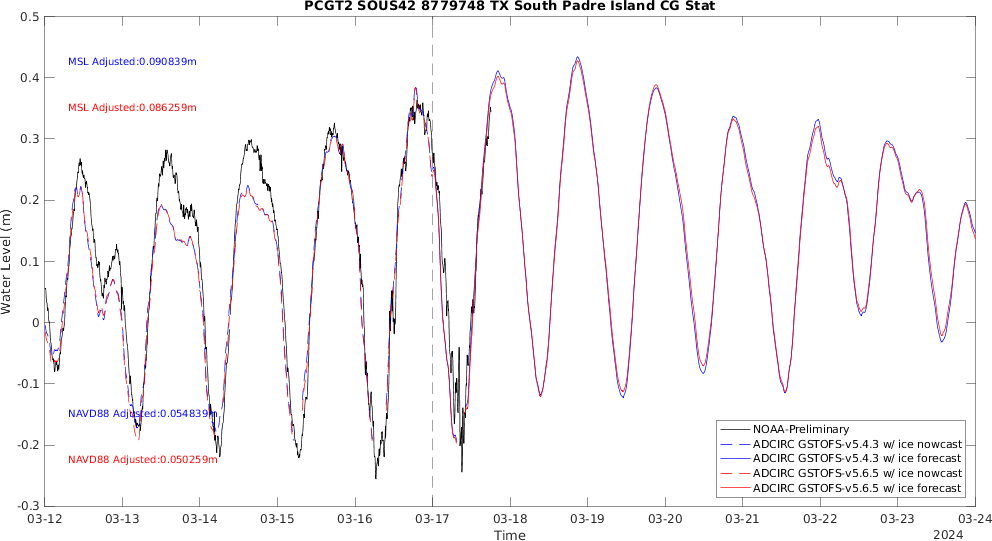 PCGT2 SOUS42 8779748 TX South Padre Island CG Stat
0.5
0.4
0.3
0.2
0.1
0
-0.1
-0.2
-0.3
Water Level (m)
MSL Adjusted:0.090839m
MSL Adjusted:0.086259m
NAVD88 Adjusted:0.054839m
NAVD88 Adjusted:0.050259m
NOAA-Preliminary
ADCIRC GSTOFS-v5.4.3 w/ ice nowcast
ADCIRC GSTOFS-v5.4.3 w/ ice forecast
ADCIRC GSTOFS-v5.6.5 w/ ice nowcast
ADCIRC GSTOFS-v5.6.5 w/ ice forecast
03-12 03-13 03-14 03-15 03-16 03-17 03-18 03-19 03-20 03-21 03-22 03-23 03-24
Time
2024